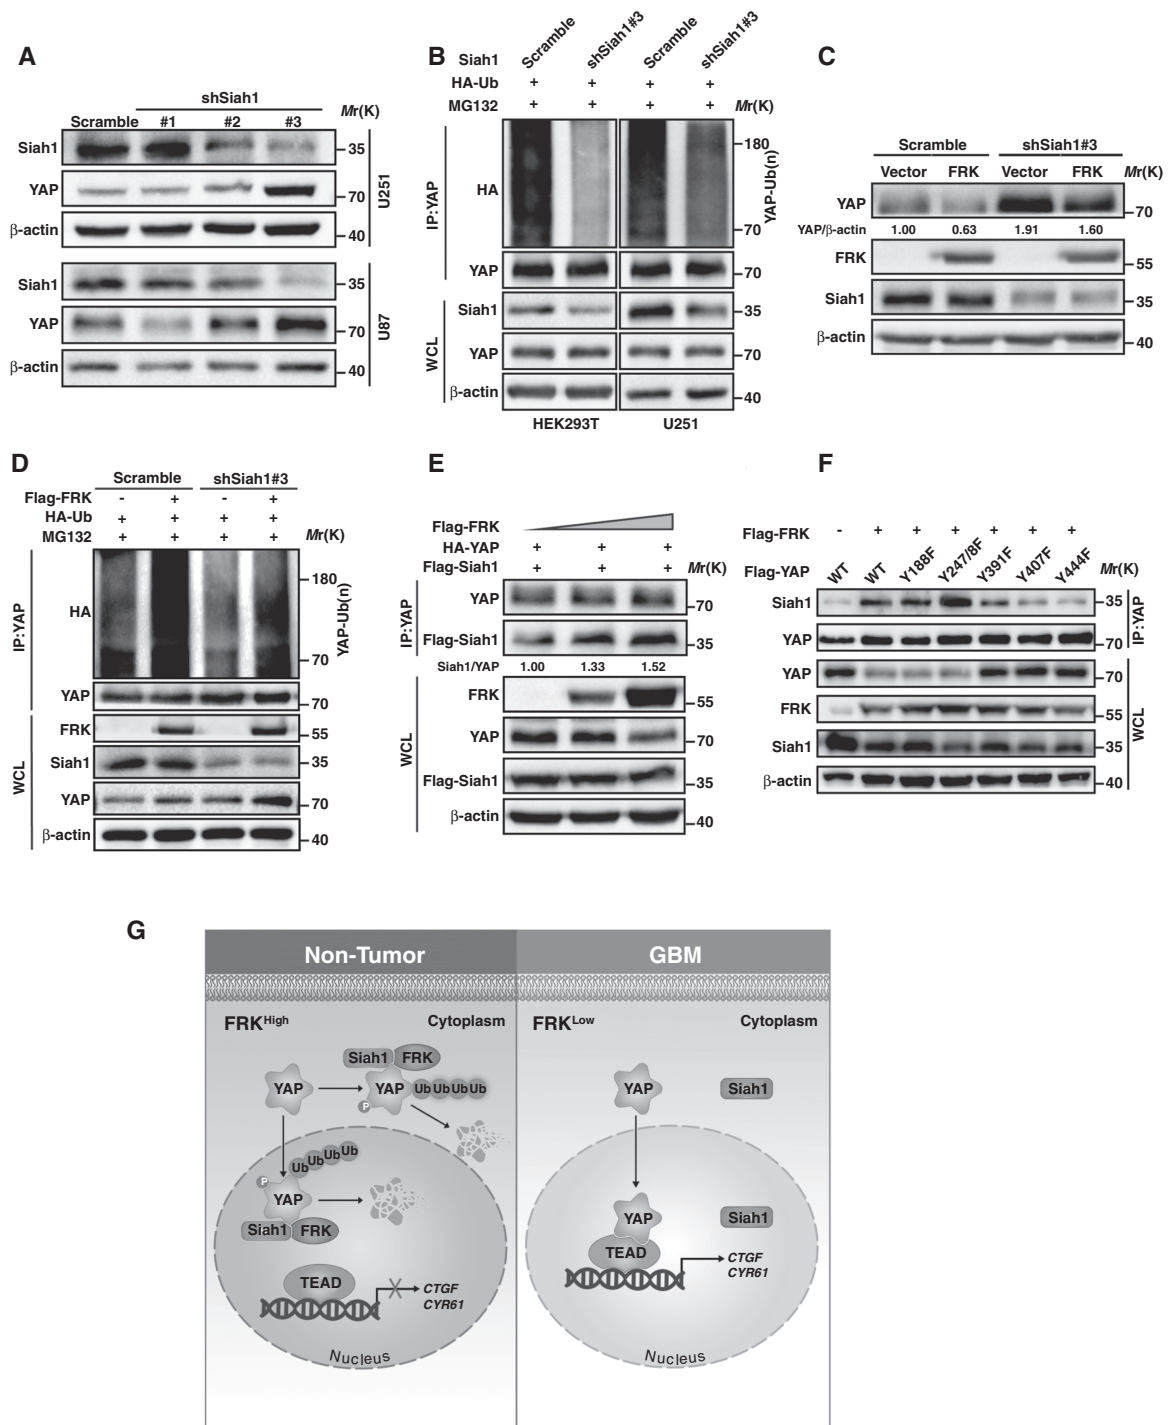 A
shSiah1
Scramble #1 #2 #3 Mr(K)
Siah1 35
YAP 70
β-actin 40
U251
Siah1 35
YAP 70
β-actin 40
U87
B
Siah1 Scramble shSiah1#3 Scramble shSiah1#3
HA-Ub + + + +
MG132 + + + + Mr(K)
IP:YAP
HA 180
70
YAP-Ub(n)
YAP 70
WCL
Siah1 35
YAP 70
β-actin 40
HEK293T U251
C
Scramble shSiah1#3
Vector FRK Vector FRK Mr(K)
YAP 70
YAP/β-actin 1.00 0.63 1.91 1.60
FRK 55
Siah1 35
β-actin 40
D
Scramble shSiah1#3
Flag-FRK - + - +
HA-Ub + + + +
MG132 + + + + Mr(K)
IP:YAP
HA 180
70
YAP-Ub(n)
YAP 70
WCL
FRK 55
Siah1 35
YAP 70
β-actin 40
E
Flag-FRK
HA-YAP + + +
Flag-Siah1 + + + Mr(K)
IP:YAP
YAP 70
Flag-Siah1 35
Siah1/YAP 1.00 1.33 1.52
WCL
FRK 55
YAP 70
Flag-Siah1 35
β-actin 40
F
Flag-FRK - + + + + + +
Flag-YAP WT WT Y188F Y247/8F Y391F Y407F Y444F Mr(K)
Siah1 35
YAP 70
IP:YAP
YAP 70
FRK 55
Siah1 35
β-actin 40
WCL
G
Non-Tumor GBM
FRKHigh Cytoplasm FRKLow Cytoplasm
Siah1 FRK
YAP YAP Ub Ub Ub Ub
P
YAP Siah1
Ub Ub Ub Ub
P
YAP
Siah1 FRK
YAP Siah1
TEAD
CTGF
CYR61
TEAD
CTGF
CYR61
Nucleus Nucleus